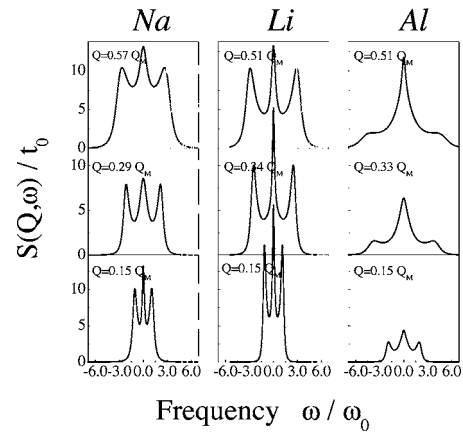 Na Li Al
Q=0.57 Q_M Q=0.51 Q_M Q=0.51 Q_M
10
5
0
Q=0.29 Q_M Q=0.34 Q_M Q=0.33 Q_M
10
5
0
Q=0.15 Q_M Q=0.15 Q_M Q=0.15 Q_M
10
5
0
-6.0-3.0 0.0 3.0 6.0 -6.0-3.0 0.0 3.0 6.0 -6.0-3.0 0.0 3.0 6.0
S(Q,ω) / t_0
Frequency ω / ω_0